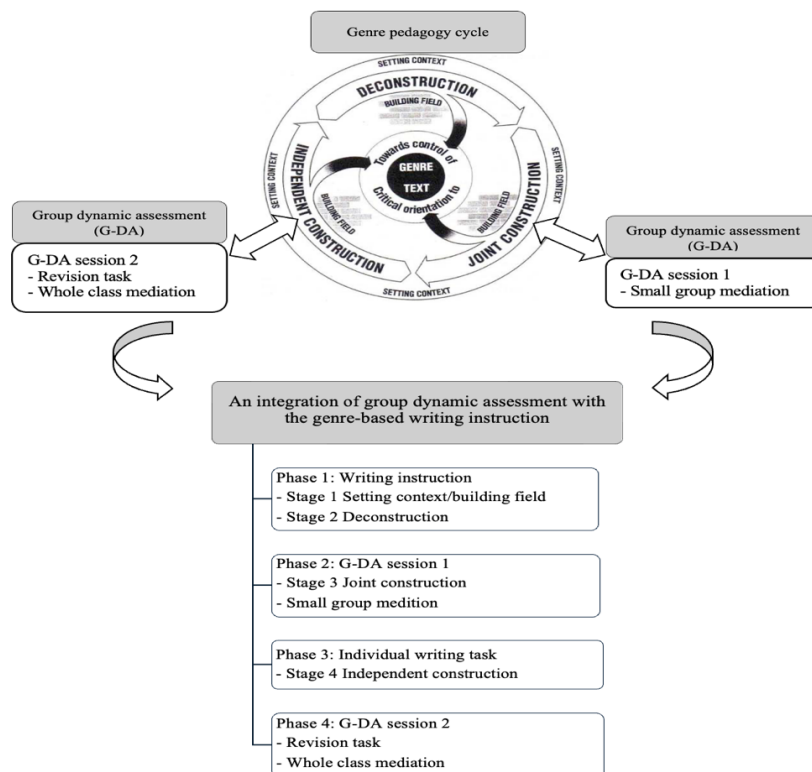 Genre pedagogy cycle
SETTING CONTEXT
DECONSTRUCTION
BUILDING FIELD
SETTING CONTEXT
INDEPENDENT CONSTRUCTION
BUILDING FIELD
Towards control of
GENRE
TEXT
Critical orientation to
SETTING CONTEXT
JOINT CONSTRUCTION
BUILDING FIELD
SETTING CONTEXT
Group dynamic assessment
(G-DA)
G-DA session 2
- Revision task
- Whole class mediation
Group dynamic assessment
(G-DA)
G-DA session 1
- Small group mediation
An integration of group dynamic assessment with
the genre-based writing instruction
Phase 1: Writing instruction
- Stage 1 Setting context/building field
- Stage 2 Deconstruction
Phase 2: G-DA session 1
- Stage 3 Joint construction
- Small group medition
Phase 3: Individual writing task
- Stage 4 Independent construction
Phase 4: G-DA session 2
- Revision task
- Whole class mediation